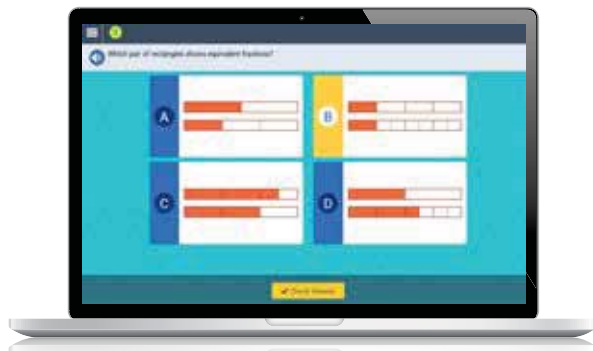 Which pair of rectangles shows equivalent fractions?
A
B
C
D
Check Answer